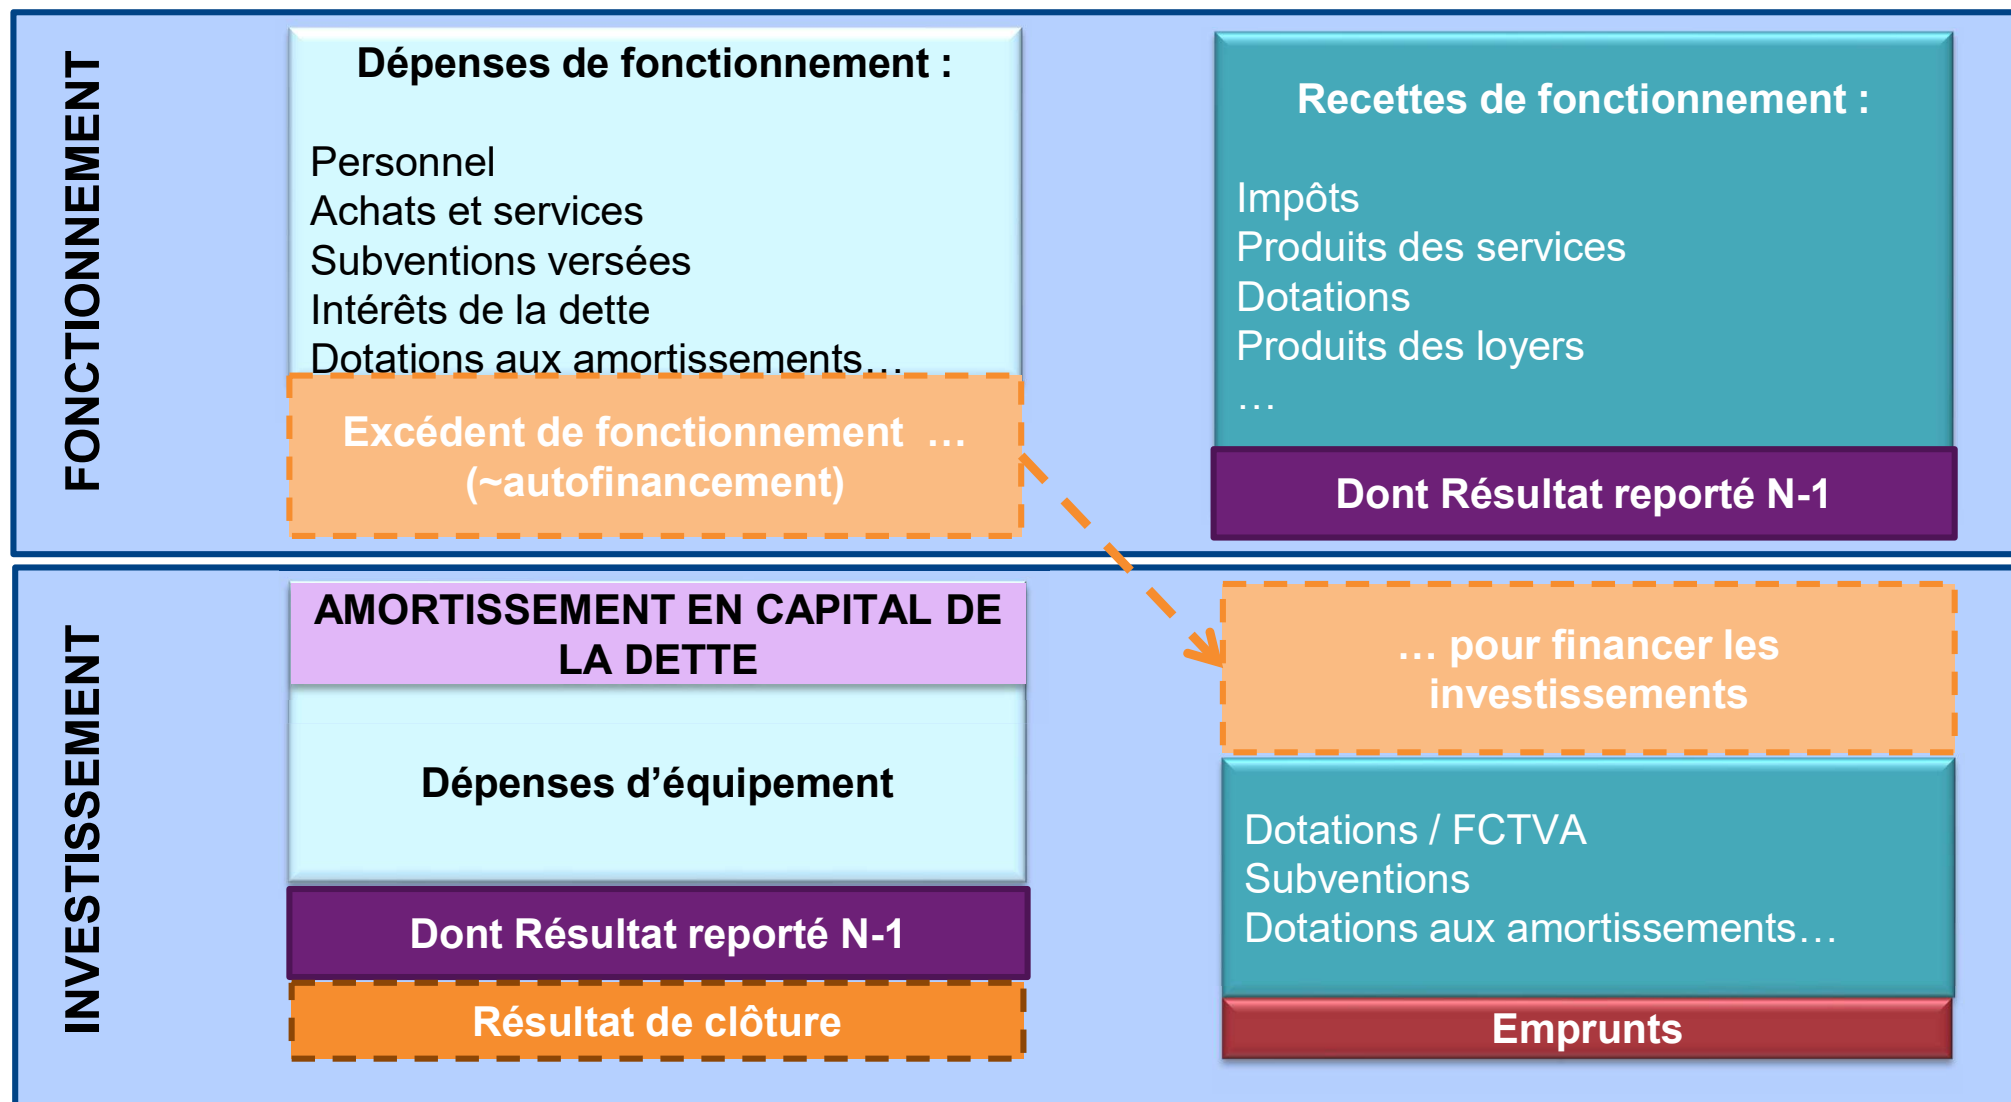 FONCTIONNEMENT
Dépenses de fonctionnement :
Personnel
Achats et services
Subventions versées
Intérêts de la dette
Dotations aux amortissements…
Excédent de fonctionnement …
(~autofinancement)
Recettes de fonctionnement :
Impôts
Produits des services
Dotations
Produits des loyers
…
Dont Résultat reporté N-1
INVESTISSEMENT
AMORTISSEMENT EN CAPITAL DE
LA DETTE
Dépenses d’équipement
Dont Résultat reporté N-1
Résultat de clôture
… pour financer les
investissements
Dotations / FCTVA
Subventions
Dotations aux amortissements…
Emprunts